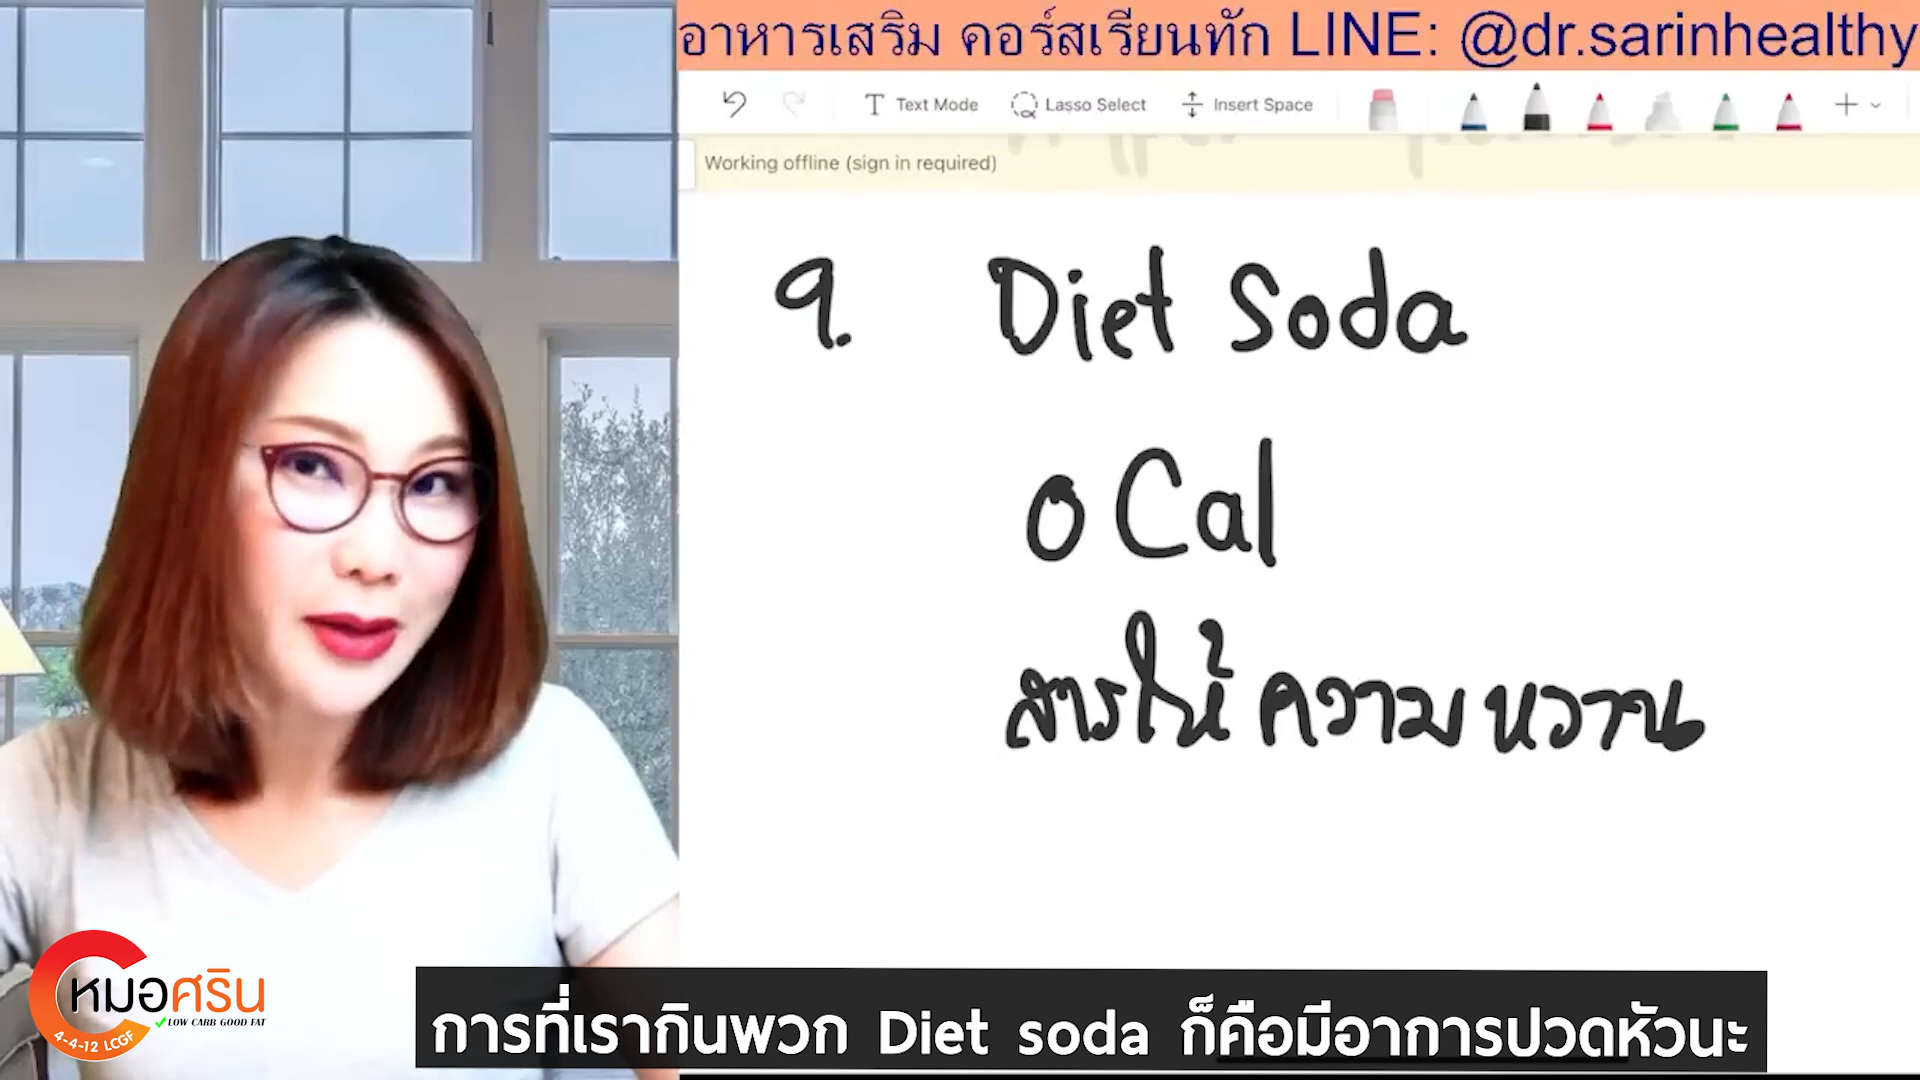 อาหารเสริม คอร์สเรียนทัก LINE: @dr.sarinhealthy
Text Mode Lasso Select Insert Space
Working offline (sign in required)
9. Diet Soda
0 Cal
สารให้ความหวาน
หมอศริน
LOW CARB GOOD FAT
4-4-12 LCGF
การที่เรากินพวก Diet soda ก็คือมีอาการปวดหัวนะ